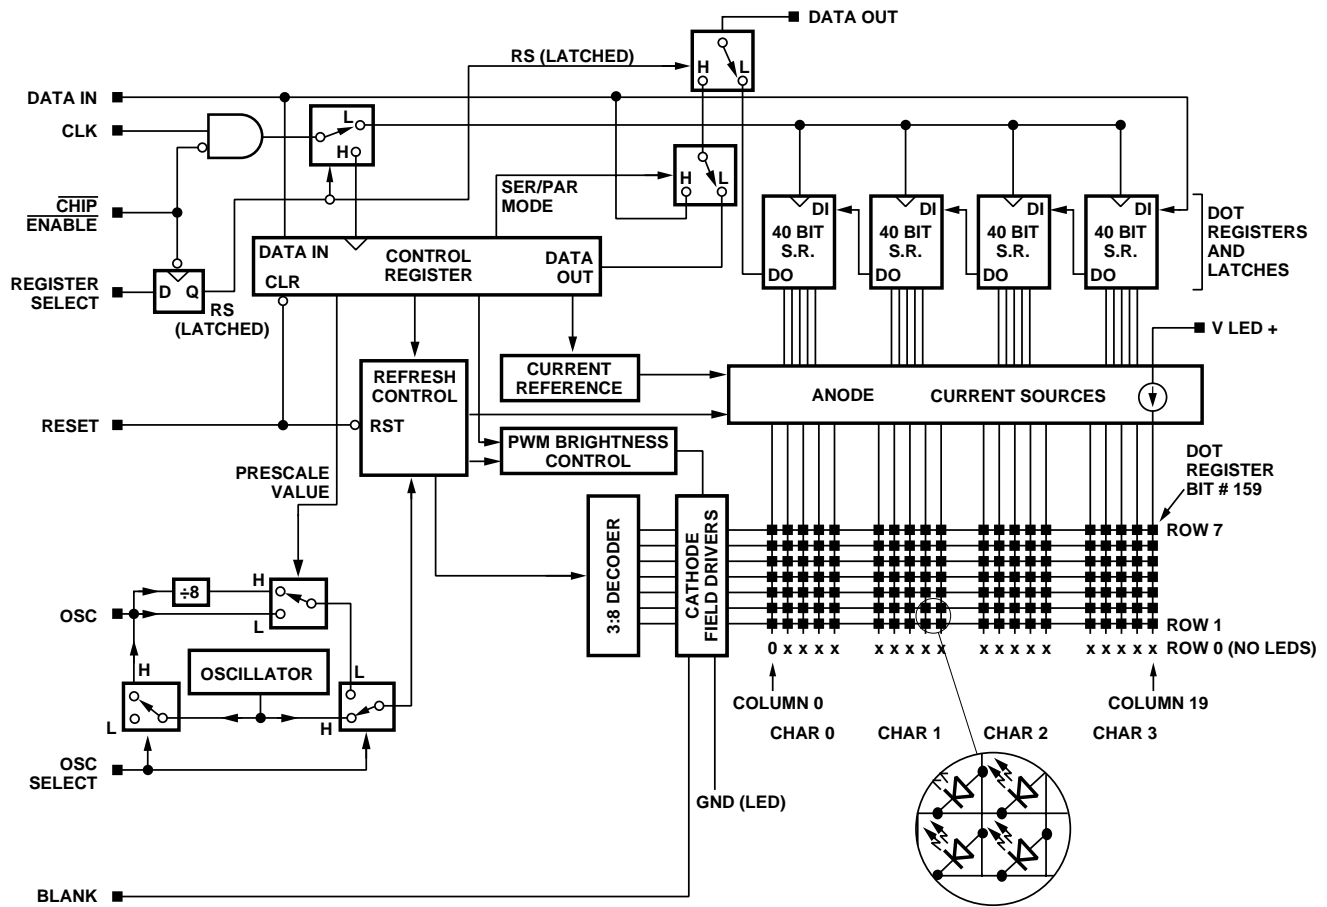 DATA OUT
RS (LATCHED)
H L
DATA IN
CLK
L
H
H L
SER/PAR
MODE
CHIP
ENABLE
DI DI DI DI
40 BIT 40 BIT 40 BIT 40 BIT
S.R. S.R. S.R. S.R.
DO DO DO DO
DOT
REGISTERS
AND
LATCHES
DATA IN
CONTROL
REGISTER
DATA
OUT
CLR
REGISTER
SELECT
D Q
RS
(LATCHED)
V LED +
REFRESH
CONTROL
RST
CURRENT
REFERENCE
ANODE CURRENT SOURCES
RESET
PWM BRIGHTNESS
CONTROL
PRESCALE
VALUE
DOT
REGISTER
BIT # 159
3:8 DECODER
CATHODE
FIELD DRIVERS
ROW 7
÷8
H
L
OSC
ROW 1
0 x x x x x x x x x x x x x x x x x x x
ROW 0 (NO LEDS)
H
L
OSCILLATOR
L
H
COLUMN 0
COLUMN 19
CHAR 0 CHAR 1 CHAR 2 CHAR 3
OSC
SELECT
GND (LED)
BLANK